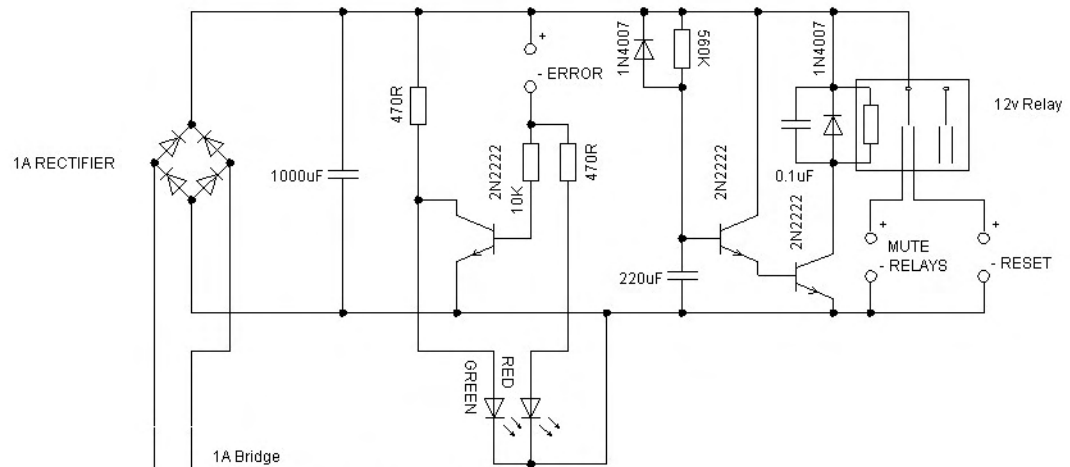 +
- ERROR
1N4007
560K
1N4007
12v Relay
470R
1A RECTIFIER
1000uF
2N2222
10K
470R
2N2222
0.1uF
2N2222
+
MUTE
- RELAYS
+
- RESET
220uF
GREEN
RED
1A Bridge